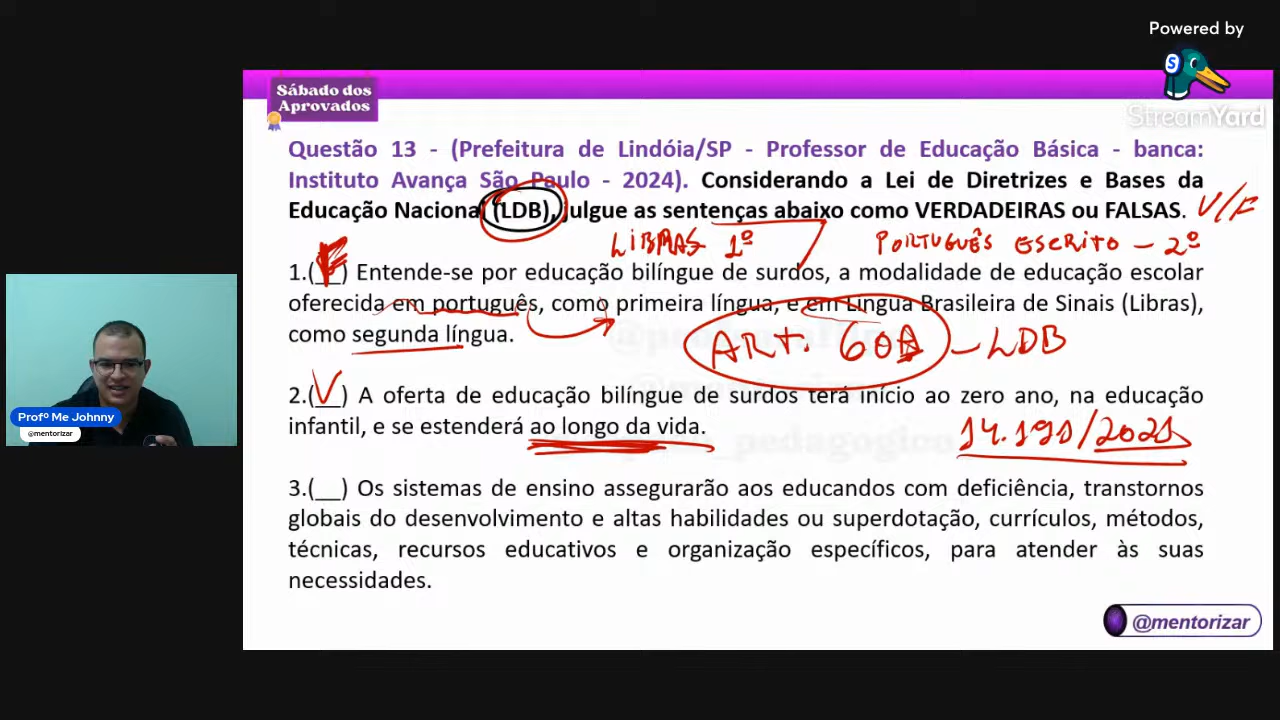 Powered by
StreamYard
Sábado dos
Aprovados
Questão 13 - (Prefeitura de Lindóia/SP - Professor de Educação Básica - banca:
Instituto Avança São Paulo - 2024). Considerando a Lei de Diretrizes e Bases da
Educação Nacional (LDB), julgue as sentenças abaixo como VERDADEIRAS ou FALSAS. V/F
LIBRAS 1º PORTUGUÊS ESCRITO - 2º
1.(F) Entende-se por educação bilíngue de surdos, a modalidade de educação escolar
oferecida em português, como primeira língua, e em Língua Brasileira de Sinais (Libras),
como segunda língua.
ART. 60A - LDB
2.(V) A oferta de educação bilíngue de surdos terá início ao zero ano, na educação
infantil, e se estenderá ao longo da vida.
14.191/2021
3.(__) Os sistemas de ensino assegurarão aos educandos com deficiência, transtornos
globais do desenvolvimento e altas habilidades ou superdotação, currículos, métodos,
técnicas, recursos educativos e organização específicos, para atender às suas
necessidades.
Profº Me Johnny
@mentorizar
@mentorizar